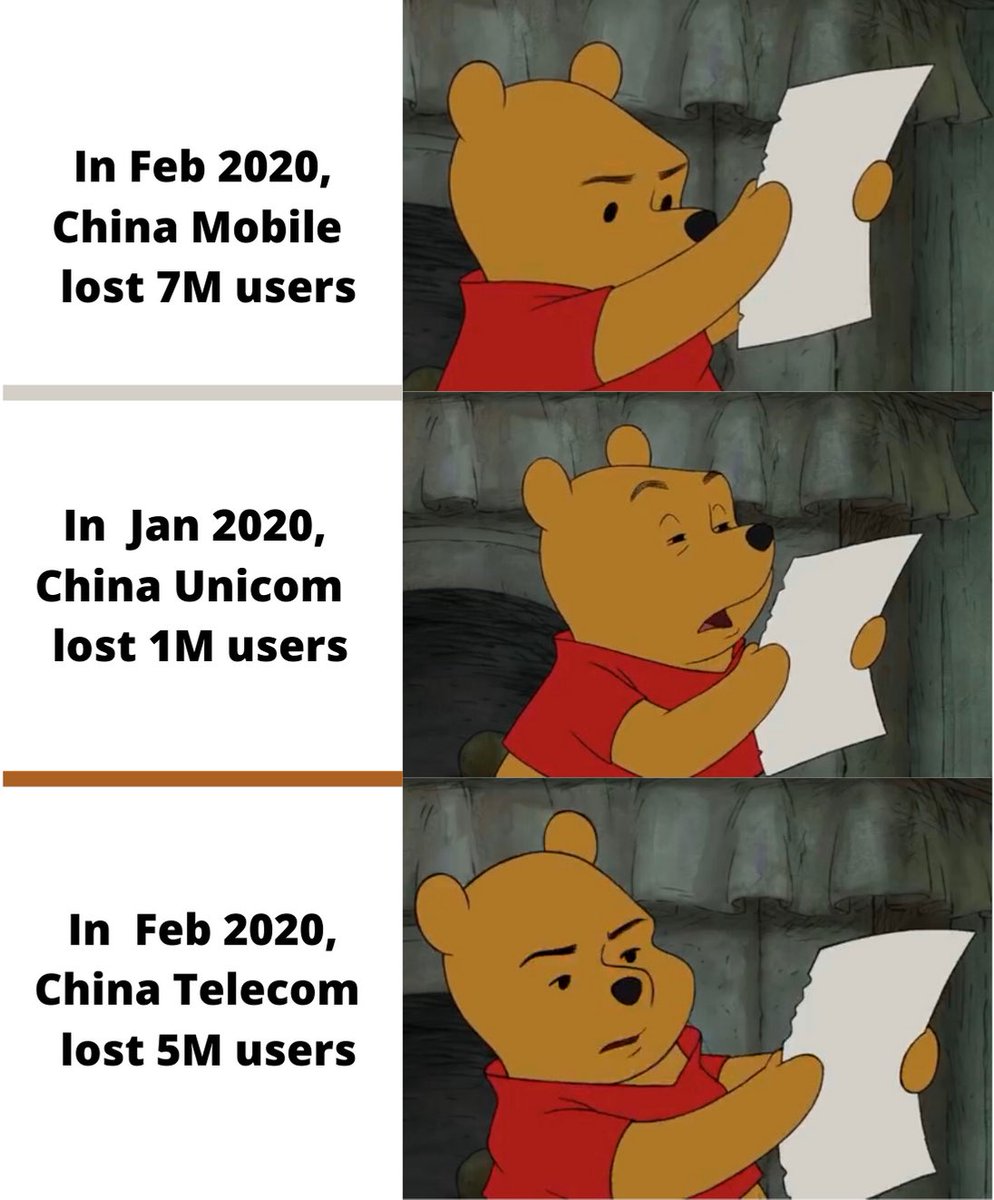 In Feb 2020,
China Mobile
lost 7M users
In Jan 2020,
China Unicom
lost 1M users
In Feb 2020,
China Telecom
lost 5M users